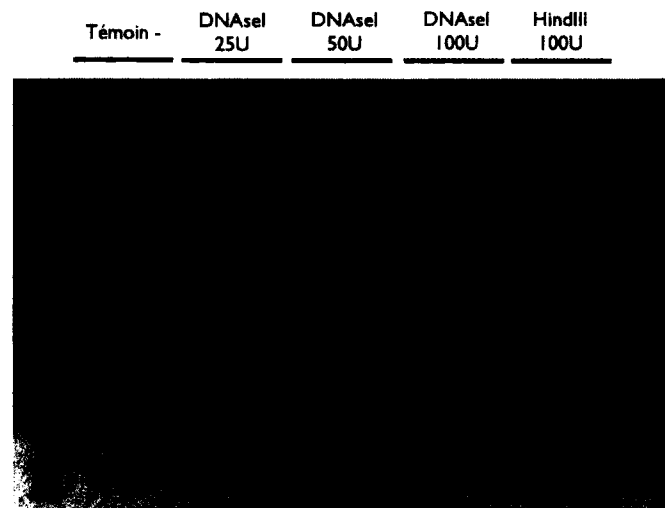 Témoin -
DNAseI
25U
DNAseI
50U
DNAseI
100U
HindIII
100U